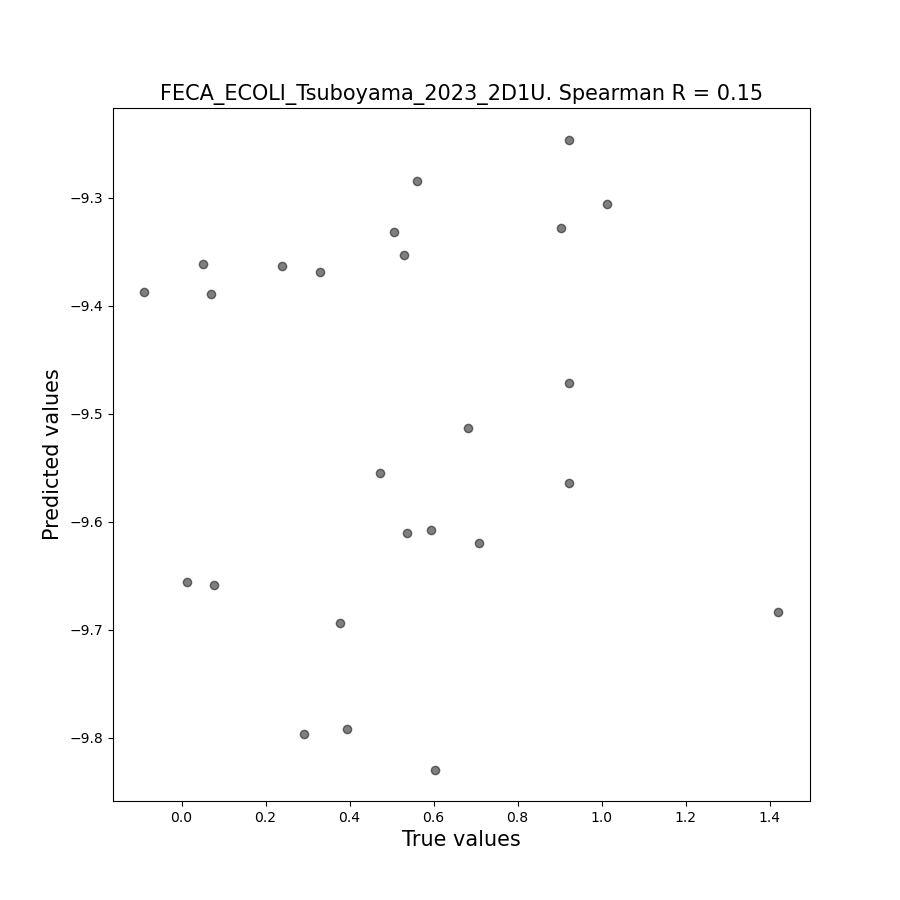 FECA_ECOLI_Tsuboyama_2023_2D1U. Spearman R = 0.15
−9.3
−9.4
−9.5
−9.6
−9.7
−9.8
Predicted values
0.0 0.2 0.4 0.6 0.8 1.0 1.2 1.4
True values